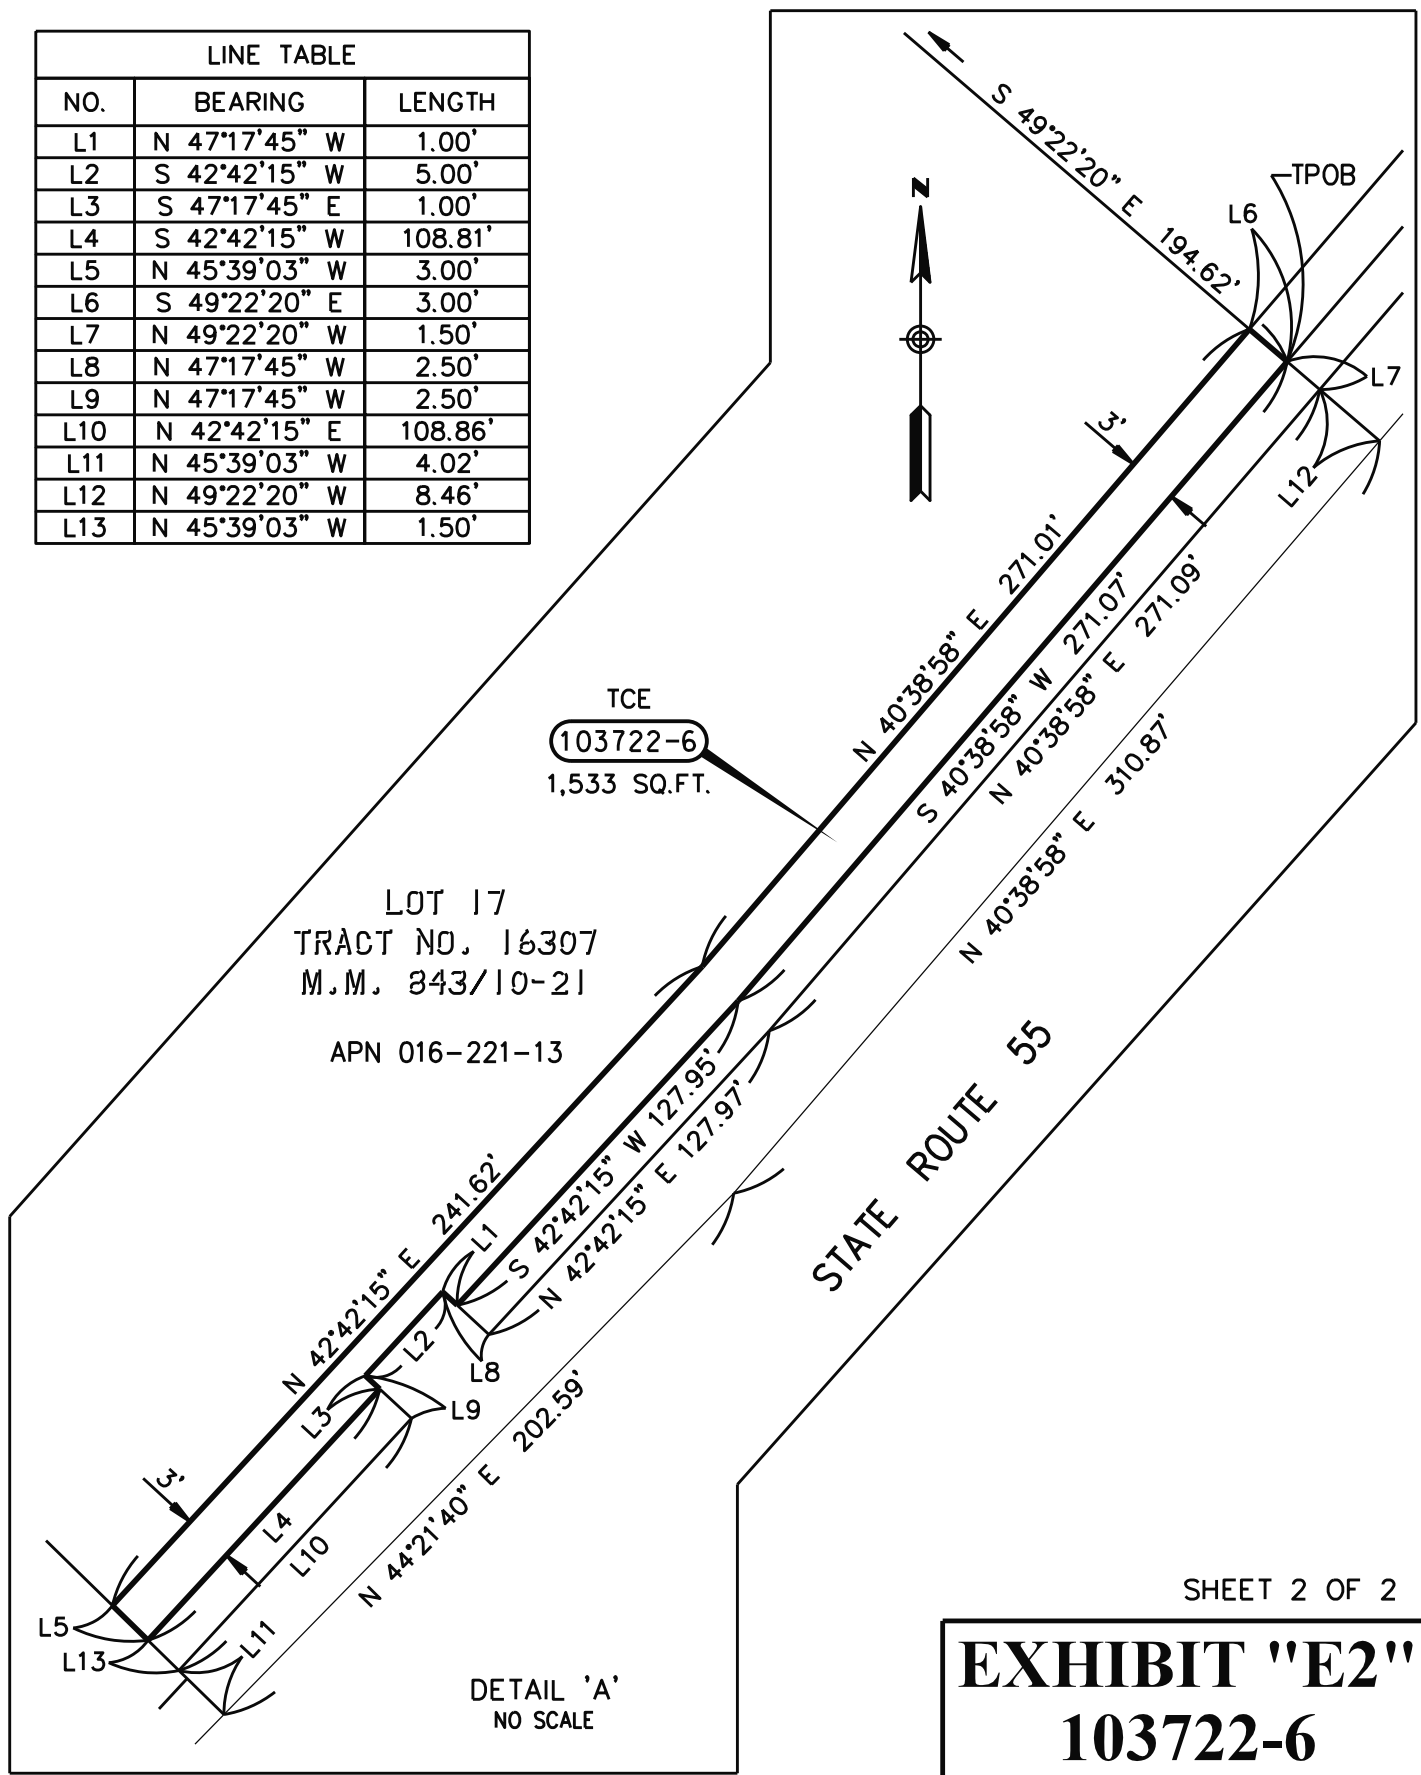 LINE TABLE
NO. BEARING LENGTH
L1 N 47°17'45" W 1.00'
L2 S 42°42'15" W 5.00'
L3 S 47°17'45" E 1.00'
L4 S 42°42'15" W 108.81'
L5 N 45°39'03" W 3.00'
L6 S 49°22'20" E 3.00'
L7 N 49°22'20" W 1.50'
L8 N 47°17'45" W 2.50'
L9 N 47°17'45" W 2.50'
L10 N 42°42'15" E 108.86'
L11 N 45°39'03" W 4.02'
L12 N 49°22'20" W 8.46'
L13 N 45°39'03" W 1.50'
S 49°22'20" E 194.62'
TPOB
L6
N
L7
3'
L12
N 40°38'58" E 271.01'
S 40°38'58" W 271.07'
N 40°38'58" E 271.09'
N 40°38'58" E 310.87'
TCE
103722-6
1,533 SQ.FT.
LOT 17
TRACT NO. 16307
M.M. 843/10-21
APN 016-221-13
STATE ROUTE 55
S 42°42'15" W 127.95'
N 42°42'15" E 127.97'
N 42°42'15" E 241.62'
L1
L2
L8
L3
L9
N 44°21'40" E 202.59'
3'
L4
L10
L5
L13
L11
DETAIL 'A'
NO SCALE
SHEET 2 OF 2
EXHIBIT "E2"
103722-6